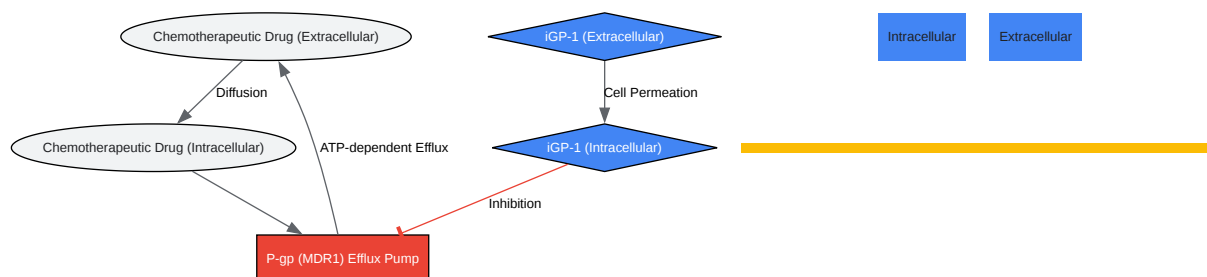 Chemotherapeutic Drug (Extracellular)
iGP-1 (Extracellular)
Intracellular
Extracellular
Diffusion
Cell Permeation
Chemotherapeutic Drug (Intracellular)
ATP-dependent Efflux
iGP-1 (Intracellular)
Inhibition
P-gp (MDR1) Efflux Pump